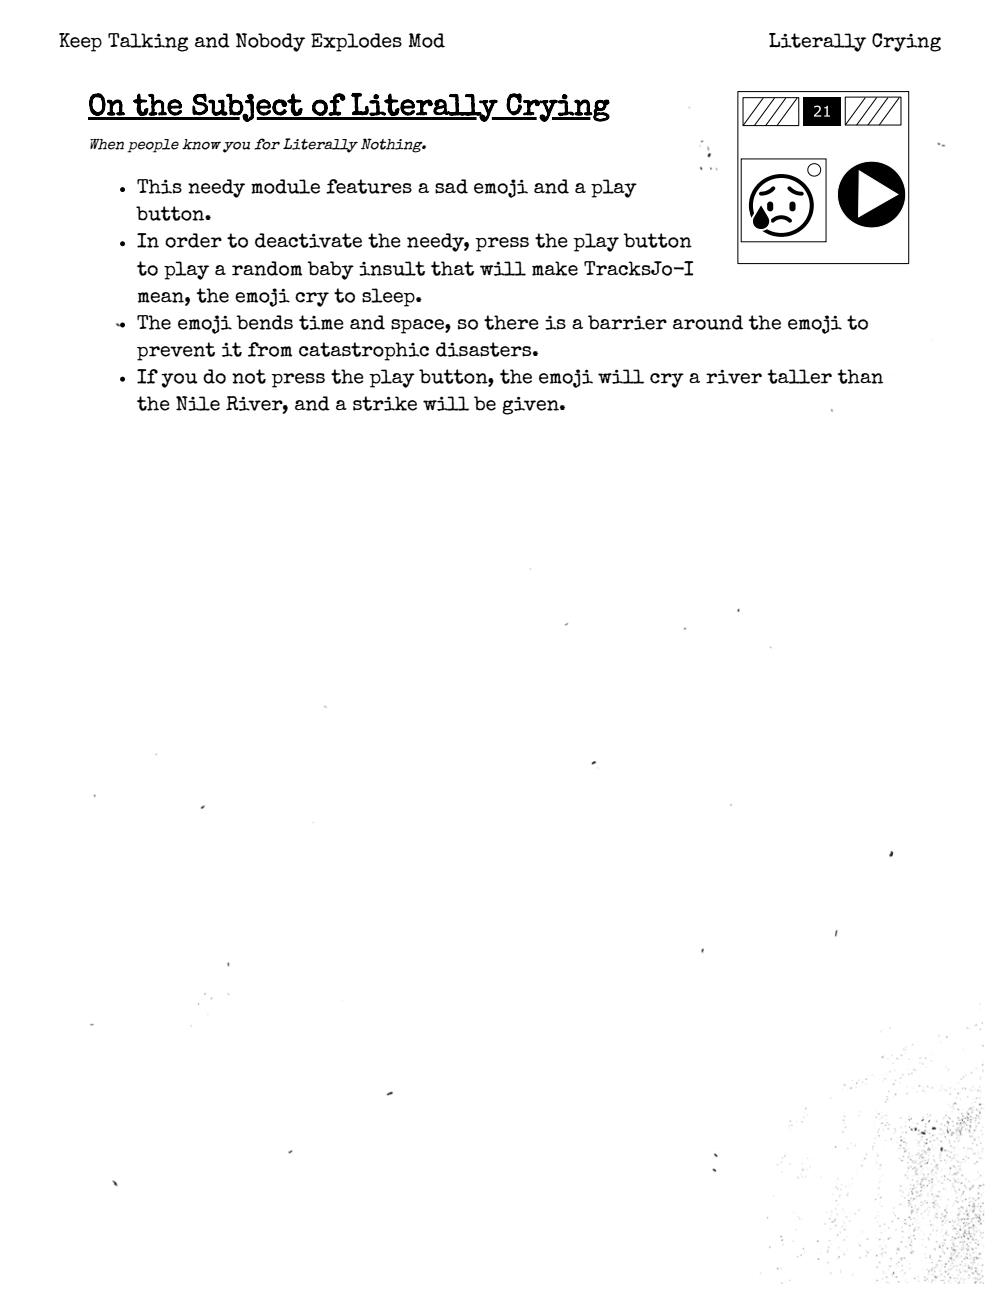 Keep Talking and Nobody Explodes Mod
Literally Crying
On the Subject of Literally Crying
When people know you for Literally Nothing.
21
• This needy module features a sad emoji and a play
button.
• In order to deactivate the needy, press the play button
to play a random baby insult that will make TracksJo-I
mean, the emoji cry to sleep.
• The emoji bends time and space, so there is a barrier around the emoji to
prevent it from catastrophic disasters.
• If you do not press the play button, the emoji will cry a river taller than
the Nile River, and a strike will be given.